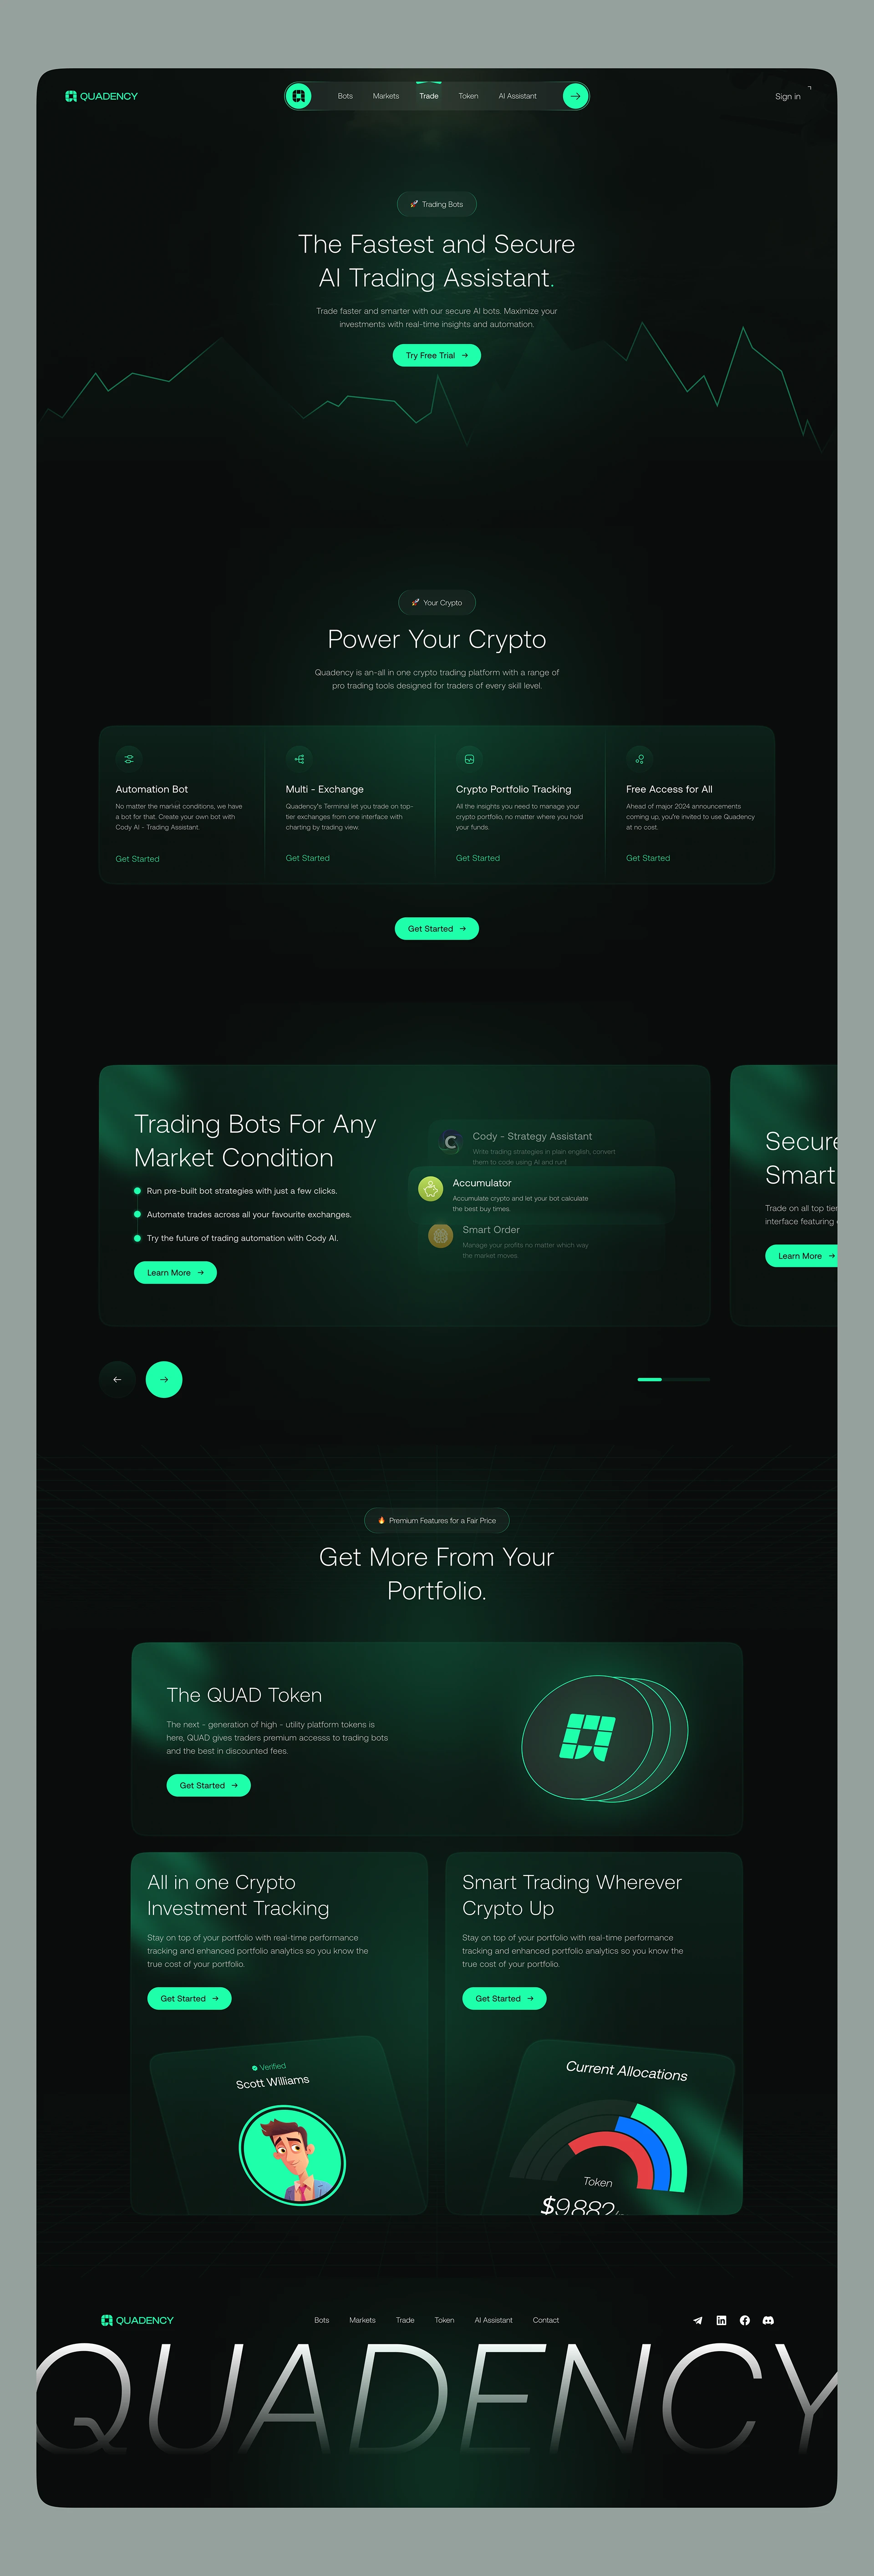 QUADENCY
Bots
Markets
Trade
Token
AI Assistant
Sign in
🚀 Trading Bots
The Fastest and Secure
AI Trading Assistant.
Trade faster and smarter with our secure AI bots. Maximize your
investments with real-time insights and automation.
Try Free Trial →
🚀 Your Crypto
Power Your Crypto
Quadency is an-all in one crypto trading platform with a range of
pro trading tools designed for traders of every skill level.
Automation Bot
No matter the market conditions, we have
a bot for that. Create your own bot with
Cody AI - Trading Assistant.
Get Started
Multi - Exchange
Quadency's Terminal let you trade on top-
tier exchanges from one interface with
charting by trading view.
Get Started
Crypto Portfolio Tracking
All the insights you need to manage your
crypto portfolio, no matter where you hold
your funds.
Get Started
Free Access for All
Ahead of major 2024 announcements
coming up, you're invited to use Quadency
at no cost.
Get Started
Get Started →
Trading Bots For Any
Market Condition
Run pre-built bot strategies with just a few clicks.
Automate trades across all your favourite exchanges.
Try the future of trading automation with Cody AI.
Learn More →
Cody - Strategy Assistant
Write trading strategies in plain english, convert
them to code using AI and run!
Accumulator
Accumulate crypto and let your bot calculate
the best buy times.
Smart Order
Manage your profits no matter which way
the market moves.
Secure
Smart
Trade on all top tier
interface featuring
Learn More →
🔥 Premium Features for a Fair Price
Get More From Your
Portfolio.
The QUAD Token
The next - generation of high - utility platform tokens is
here, QUAD gives traders premium accesss to trading bots
and the best in discounted fees.
Get Started →
All in one Crypto
Investment Tracking
Stay on top of your portfolio with real-time performance
tracking and enhanced portfolio analytics so you know the
true cost of your portfolio.
Get Started →
Verified
Scott Williams
Smart Trading Wherever
Crypto Up
Stay on top of your portfolio with real-time performance
tracking and enhanced portfolio analytics so you know the
true cost of your portfolio.
Get Started →
Current Allocations
Token
$9,882
QUADENCY
Bots
Markets
Trade
Token
AI Assistant
Contact
QUADENCY